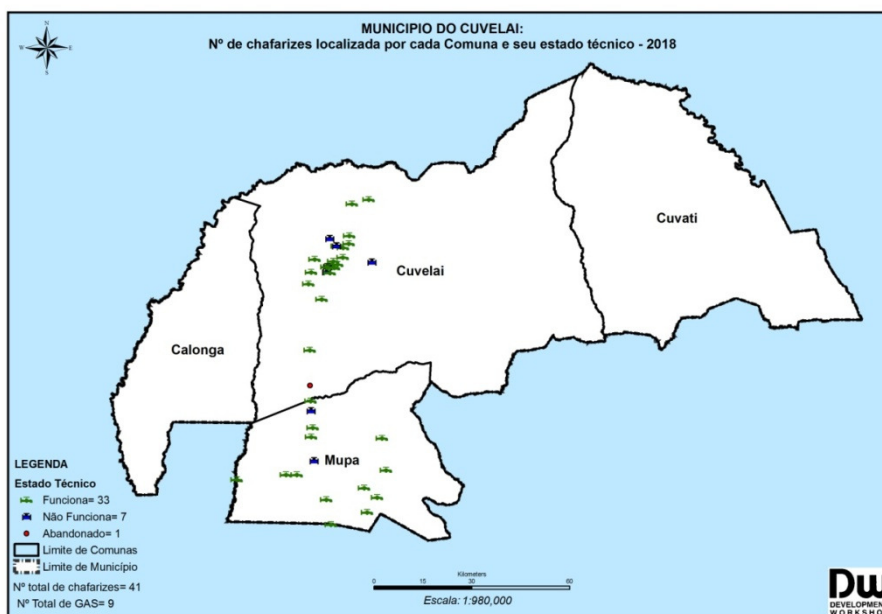 MUNICIPIO DO CUVELAI:
Nº de chafarizes localizada por cada Comuna e seu estado técnico - 2018
N
W
E
S
Cuvati
Cuvelai
Calonga
Mupa
LEGENDA
Estado Técnico
Funciona= 33
Não Funciona= 7
Abandonado= 1
Limite de Comunas
Limite de Município
Nº total de chafarizes= 41
Nº Total de GAS= 9
Kilometers
0 15 30 60
Escala: 1:980,000
DW
DEVELOPMENT
WORKSHOP